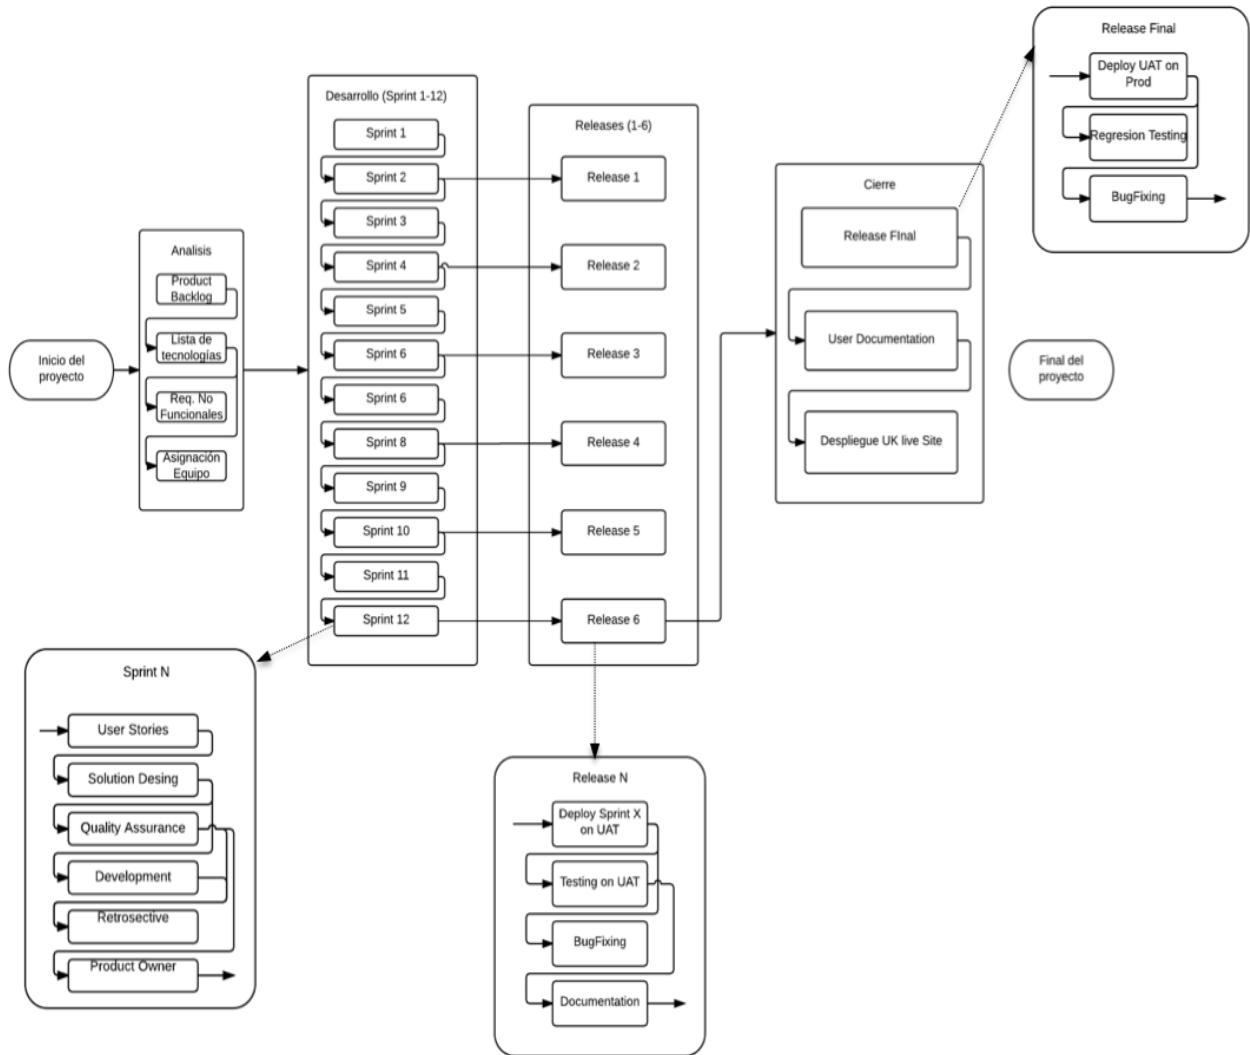 Release Final
Deploy UAT on
Prod
Regresion Testing
BugFixing
Desarrollo (Sprint 1-12)
Sprint 1
Sprint 2
Sprint 3
Sprint 4
Sprint 5
Sprint 6
Sprint 6
Sprint 8
Sprint 9
Sprint 10
Sprint 11
Sprint 12
Releases (1-6)
Release 1
Release 2
Release 3
Release 4
Release 5
Release 6
Cierre
Release FInal
User Documentation
Despliegue UK live Site
Analisis
Product
Backlog
Lista de
tecnologías
Req. No
Funcionales
Asignación
Equipo
Inicio del
proyecto
Final del
proyecto
Sprint N
User Stories
Solution Desing
Quality Assurance
Development
Retrosective
Product Owner
Release N
Deploy Sprint X
on UAT
Testing on UAT
BugFixing
Documentation